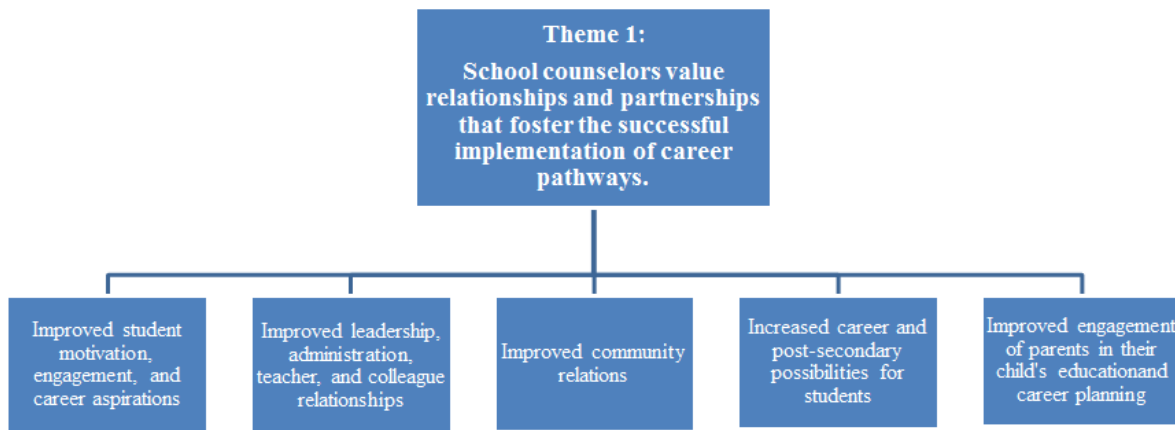 Theme 1:
School counselors value
relationships and partnerships
that foster the successful
implementation of career
pathways.
Improved student
motivation,
engagement, and
career aspirations
Improved leadership,
administration,
teacher, and colleague
relationships
Improved community
relations
Increased career and
post-secondary
possibilities for
students
Improved engagement
of parents in their
child's educationand
career planning